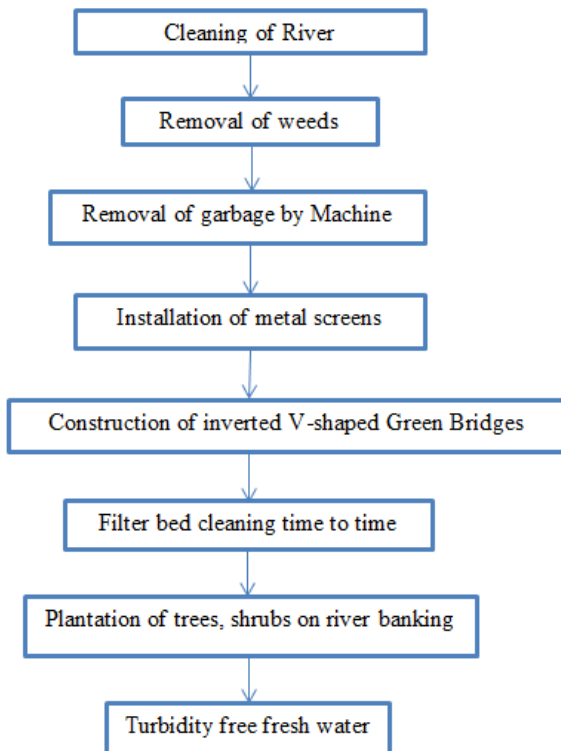 Cleaning of River
Removal of weeds
Removal of garbage by Machine
Installation of metal screens
Construction of inverted V-shaped Green Bridges
Filter bed cleaning time to time
Plantation of trees, shrubs on river banking
Turbidity free fresh water